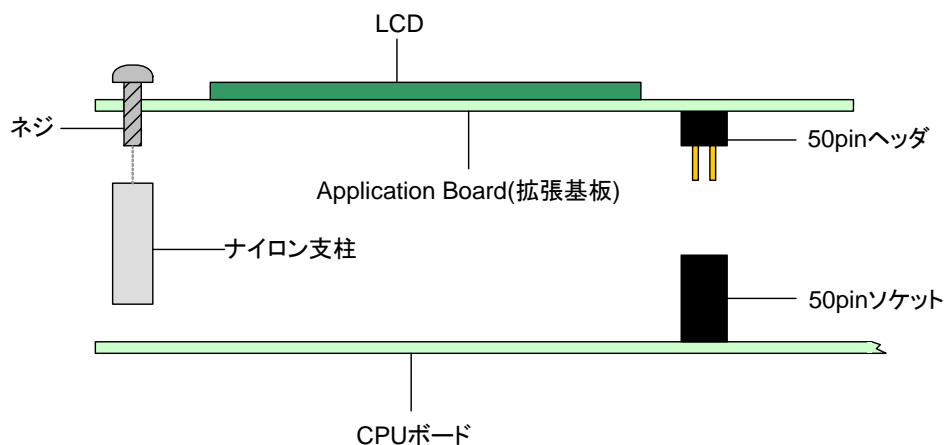 LCD
ネジ
50pinヘッダ
Application Board(拡張基板)
ナイロン支柱
50pinソケット
CPUボード